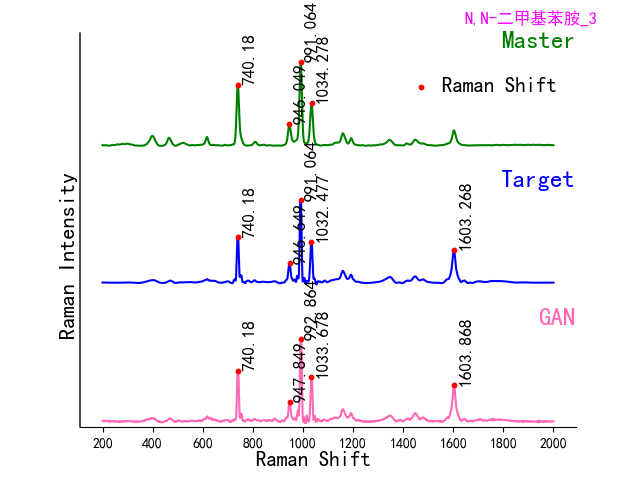 N,N-二甲基苯胺_3
Master
Raman Shift
740.18
946.049
991.064
1034.278
Target
740.18
946.649
991.064
1032.477
1603.268
GAN
740.18
947.849
992.864
1033.678
1603.868
Raman Intensity
200 400 600 800 1000 1200 1400 1600 1800 2000
Raman Shift